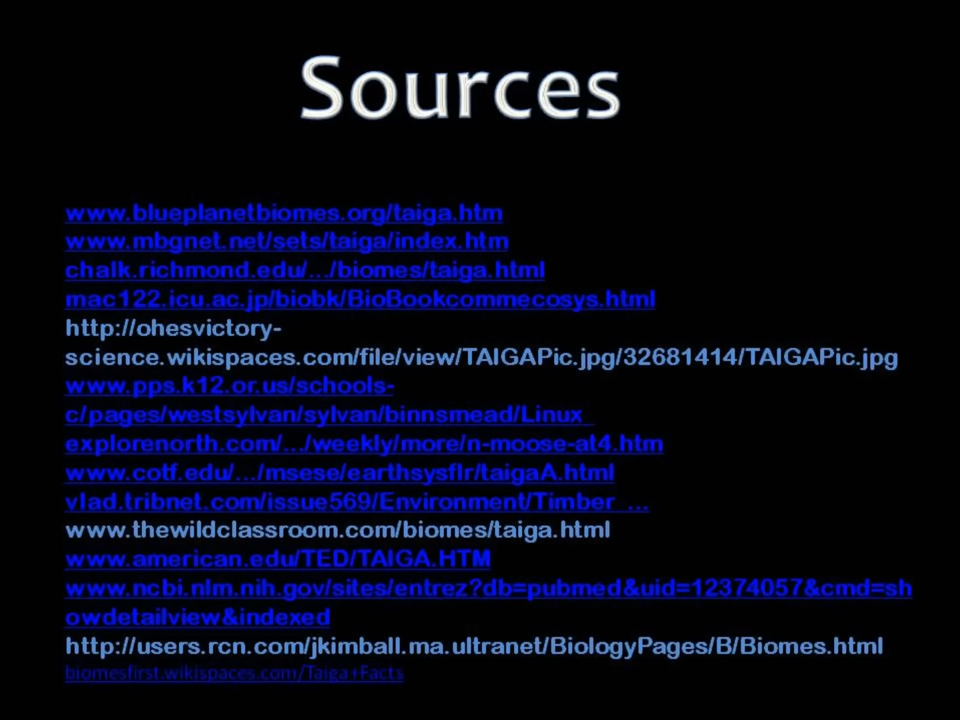 Sources
www.blueplanetbiomes.org/taiga.htm
www.mbgnet.net/sets/taiga/index.htm
chalk.richmond.edu/.../biomes/taiga.html
mac122.icu.ac.jp/biobk/BioBookcommecosys.html
http://ohesvictory-
science.wikispaces.com/file/view/TAIGAPic.jpg/32681414/TAIGAPic.jpg
www.pps.k12.or.us/schools-
c/pages/westsylvan/sylvan/binnsmead/Linux_
explorenorth.com/.../weekly/more/n-moose-at4.htm
www.cotf.edu/.../msese/earthsysflr/taigaA.html
vlad.tribnet.com/issue569/Environment/Timber_...
www.thewildclassroom.com/biomes/taiga.html
www.american.edu/TED/TAIGA.HTM
www.ncbi.nlm.nih.gov/sites/entrez?db=pubmed&uid=12374057&cmd=sh
owdetailview&indexed
http://users.rcn.com/jkimball.ma.ultranet/BiologyPages/B/Biomes.html
biomesfirst.wikispaces.com/Taiga+Facts